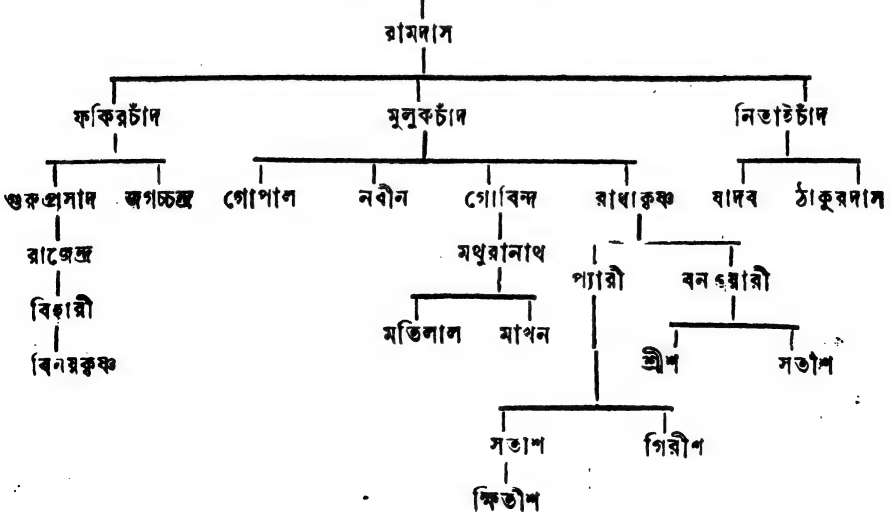 রামদাস
ফকিরচাঁদ মুলুকচাঁদ নিতাইচাঁদ
গুরুপ্রসাদ জগচ্চন্দ্র গোপাল নবীন গোবিন্দ রাধাকৃষ্ণ যাদব ঠাকুরদাস
রাজেন্দ্র মথুরানাথ
প্যারী বনওয়ারী
বিহারী
মতিলাল মাখন
বিনয়কৃষ্ণ শ্রীশ সতীশ
সতীশ গিরীশ
ক্ষিতীশ